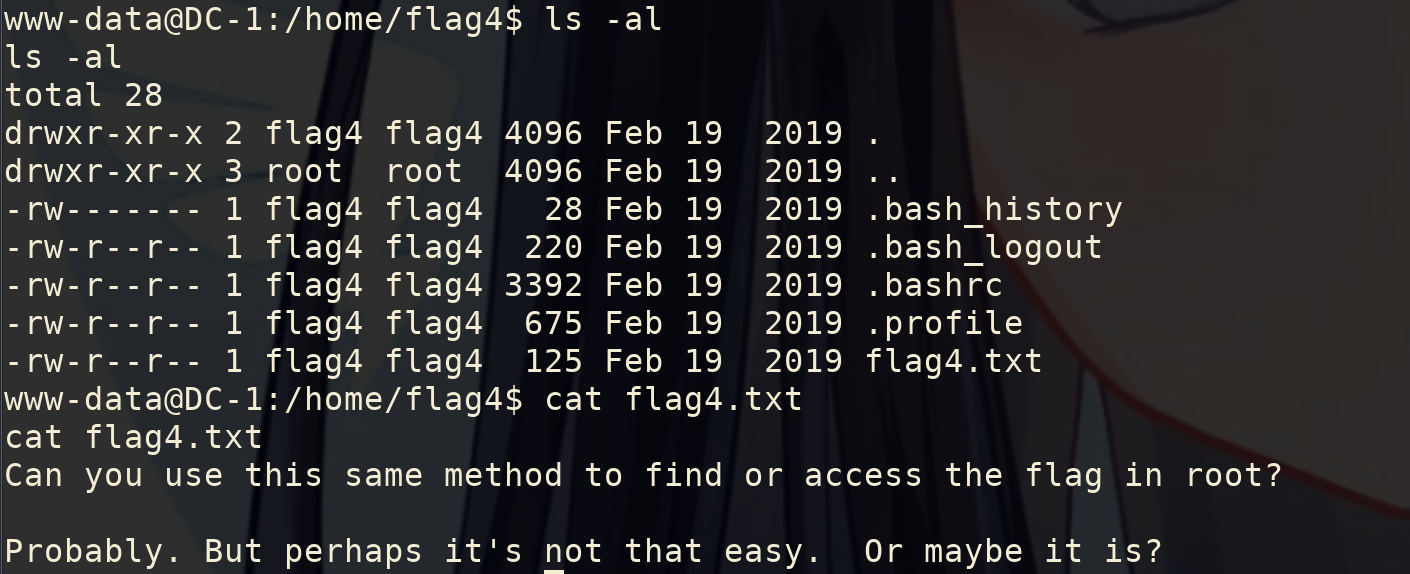 www-data@DC-1:/home/flag4$ ls -al
ls -al
total 28
drwxr-xr-x 2 flag4 flag4 4096 Feb 19  2019 .
drwxr-xr-x 3 root  root  4096 Feb 19  2019 ..
-rw------- 1 flag4 flag4   28 Feb 19  2019 .bash_history
-rw-r--r-- 1 flag4 flag4  220 Feb 19  2019 .bash_logout
-rw-r--r-- 1 flag4 flag4 3392 Feb 19  2019 .bashrc
-rw-r--r-- 1 flag4 flag4  675 Feb 19  2019 .profile
-rw-r--r-- 1 flag4 flag4  125 Feb 19  2019 flag4.txt
www-data@DC-1:/home/flag4$ cat flag4.txt
cat flag4.txt
Can you use this same method to find or access the flag in root?
Probably. But perhaps it's not that easy.  Or maybe it is?